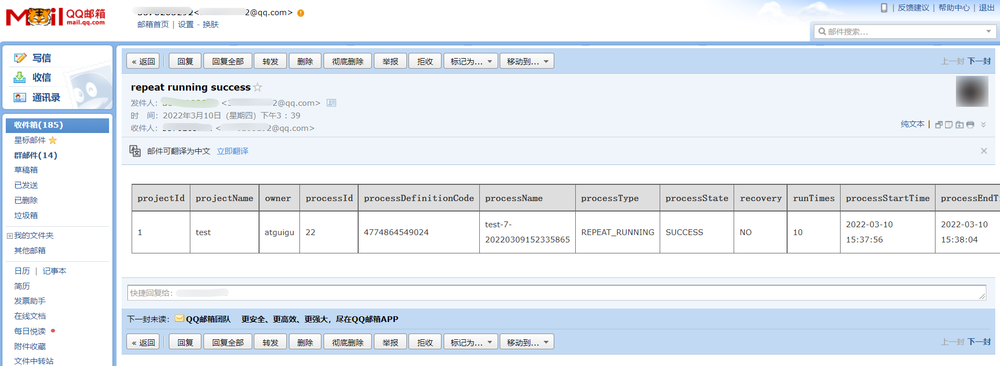 Mail QQ邮箱
mail.qq.com
2@qq.com>
邮箱首页 | 设置 - 换肤
| 反馈建议 | 帮助中心 | 退出
邮件搜索...
写信
收信
通讯录
收件箱(185)
星标邮件
群邮件(14)
草稿箱
已发送
已删除
垃圾箱
我的文件夹
其他邮箱
日历 | 记事本
简历
发票助手
在线文档
每日悦读
附件收藏
文件中转站
« 返回 回复 回复全部 转发 删除 彻底删除 举报 拒收 标记为... 移动到... 上一封 下一封
repeat running success
发件人: 2@qq.com>
时 间: 2022年3月10日 (星期四) 下午3 : 39
收件人: 2@qq.com>
纯文本 |
邮件可翻译为中文 立即翻译
projectId projectName owner processId processDefinitionCode processName processType processState recovery runTimes processStartTime processEndTi
1 test atguigu 22 4774864549024 test-7-20220309152335865 REPEAT_RUNNING SUCCESS NO 10 2022-03-10 15:37:56 2022-03-10 15:38:04
快捷回复给:
下一封未读: QQ邮箱团队 更安全、更高效、更强大，尽在QQ邮箱APP
« 返回 回复 回复全部 转发 删除 彻底删除 举报 拒收 标记为... 移动到... 上一封 下一封